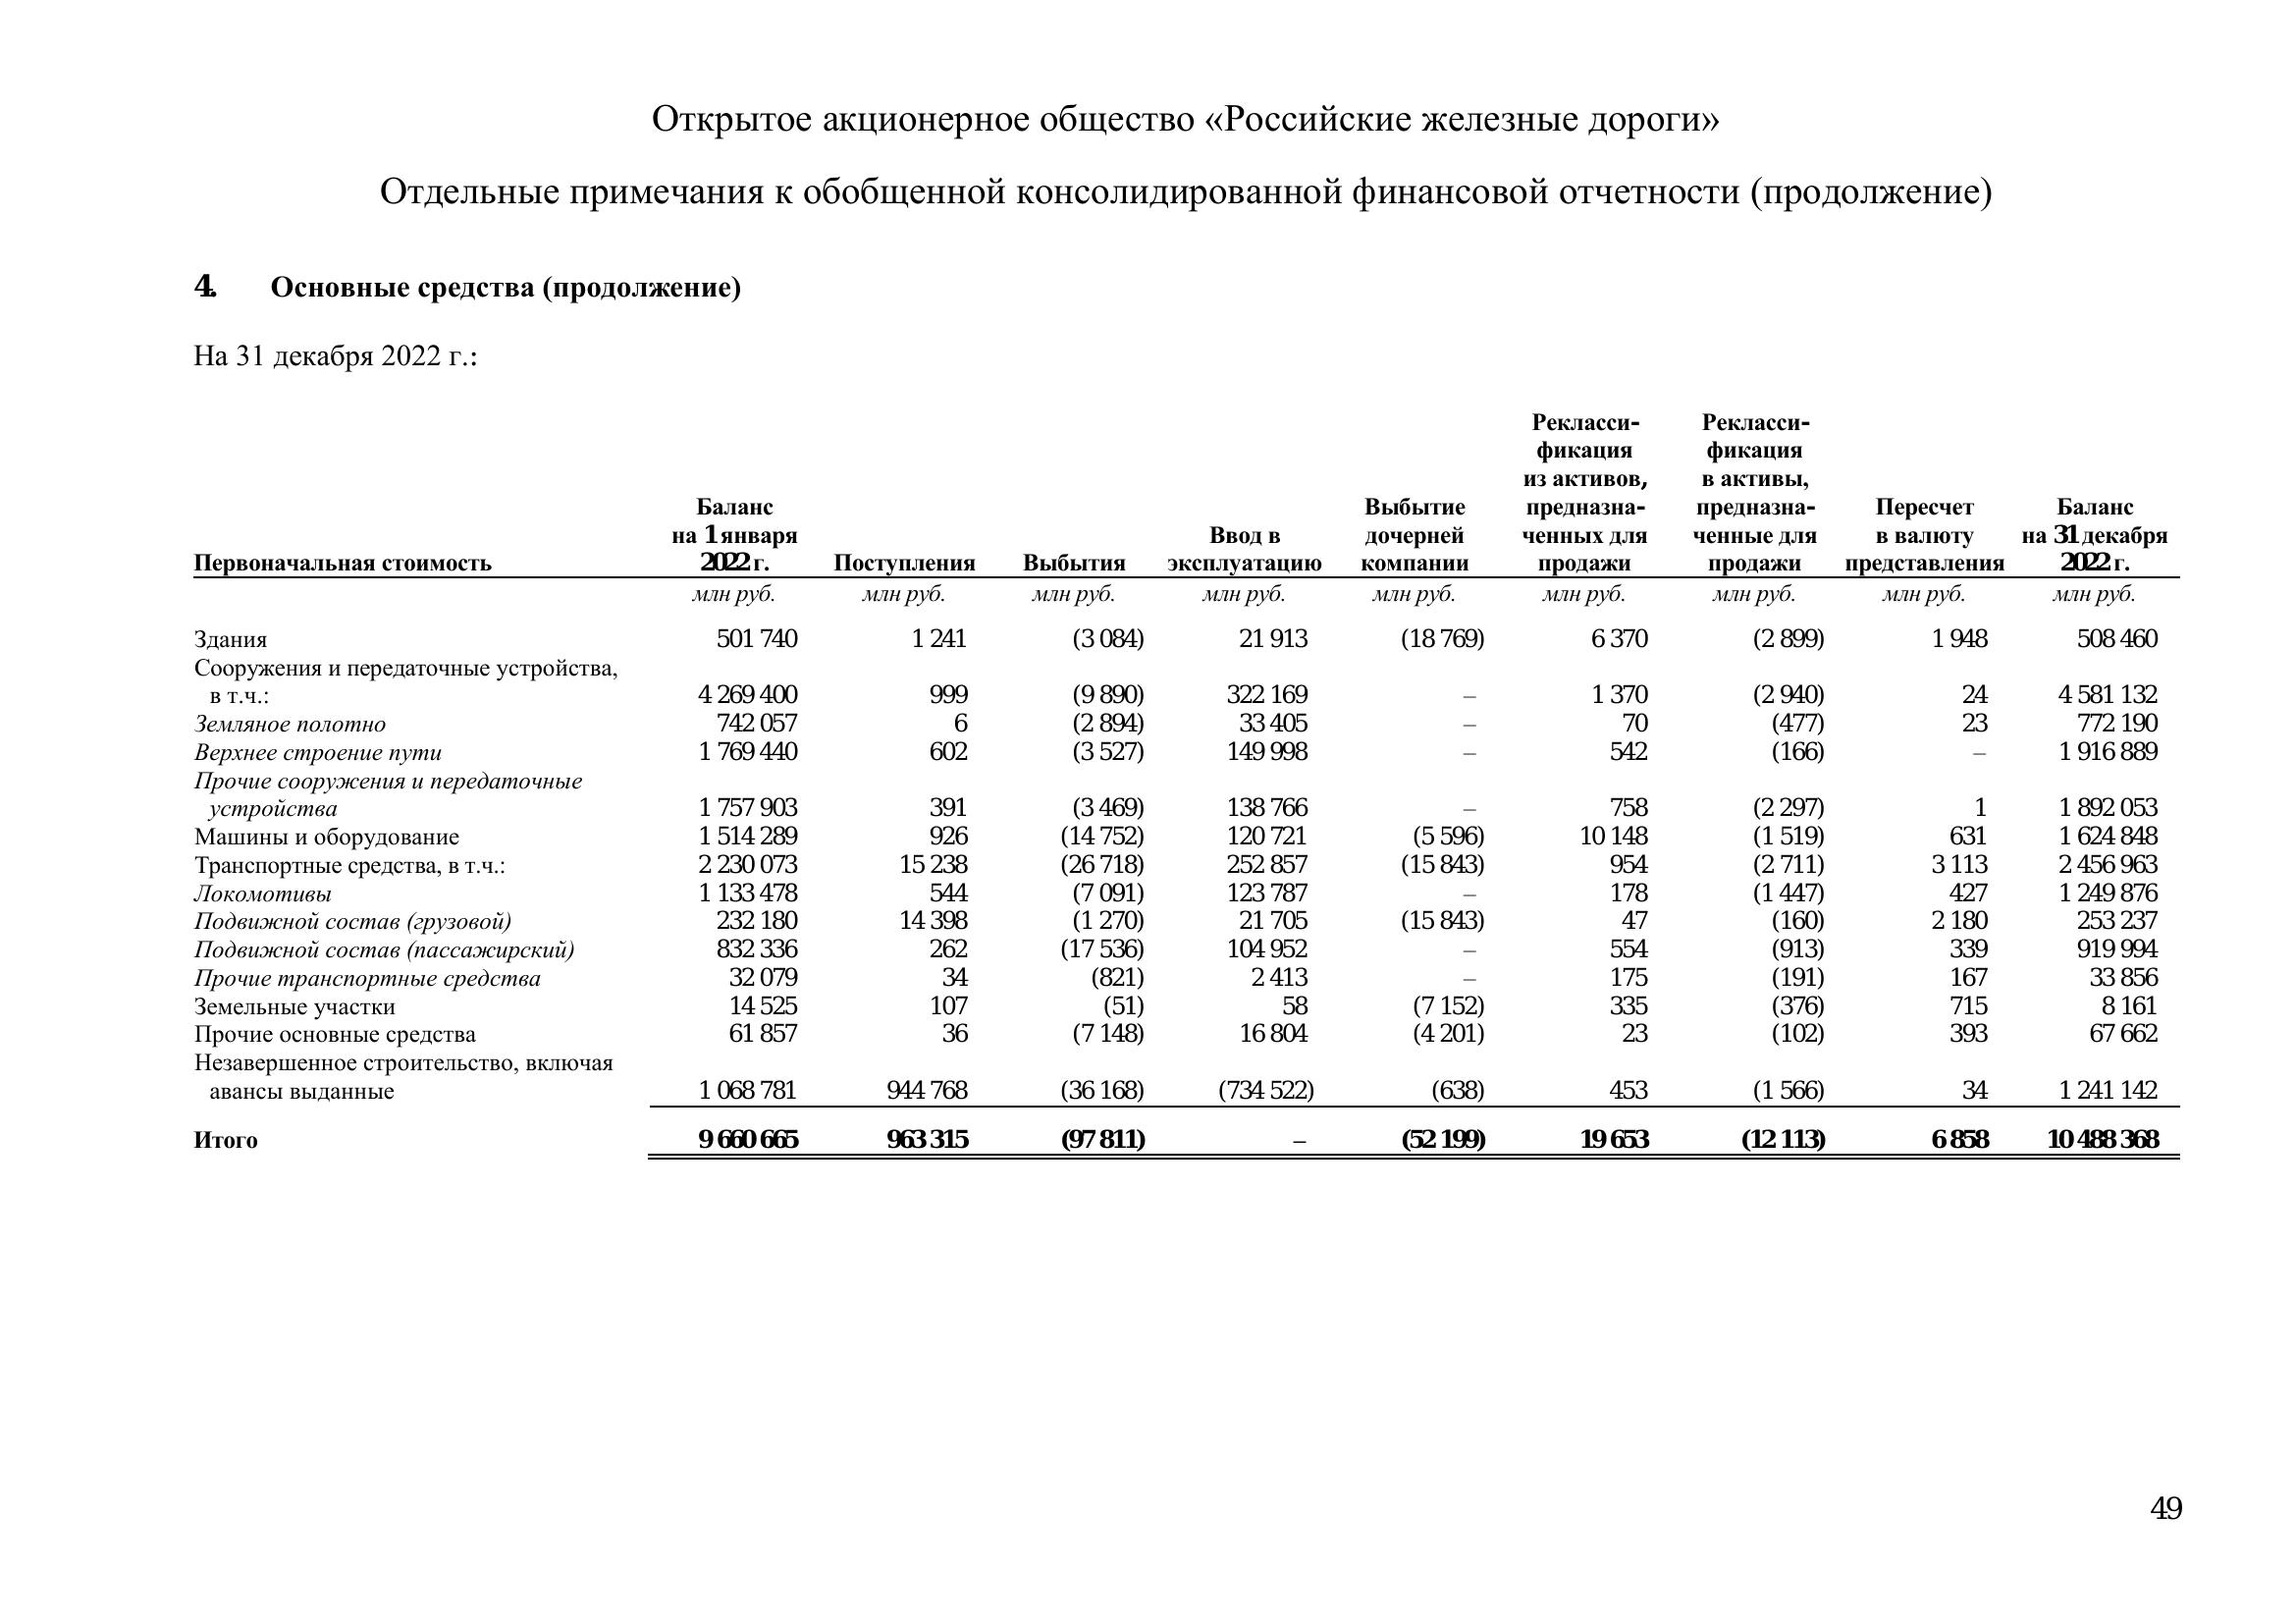 Открытое акционерное общество «Российские железные дороги»
Отдельные примечания к обобщенной консолидированной финансовой отчетности (продолжение)
4. Основные средства (продолжение)
На 31 декабря 2022 г.:
Рекласси- Рекласси-
фикация фикация
из активов, в активы,
Баланс Выбытие предназна- предназна- Пересчет Баланс
на 1 января Ввод в дочерней ченных для ченные для в валюту на 31 декабря
Первоначальная стоимость 2022 г. Поступления Выбытия эксплуатацию компании продажи продажи представления 2022 г.
млн руб. млн руб. млн руб. млн руб. млн руб. млн руб. млн руб. млн руб. млн руб.
Здания 501 740 1 241 (3 084) 21 913 (18 769) 6 370 (2 899) 1 948 508 460
Сооружения и передаточные устройства,
в т.ч.: 4 269 400 999 (9 890) 322 169 – 1 370 (2 940) 24 4 581 132
Земляное полотно 742 057 6 (2 894) 33 405 – 70 (477) 23 772 190
Верхнее строение пути 1 769 440 602 (3 527) 149 998 – 542 (166) – 1 916 889
Прочие сооружения и передаточные
устройства 1 757 903 391 (3 469) 138 766 – 758 (2 297) 1 1 892 053
Машины и оборудование 1 514 289 926 (14 752) 120 721 (5 596) 10 148 (1 519) 631 1 624 848
Транспортные средства, в т.ч.: 2 230 073 15 238 (26 718) 252 857 (15 843) 954 (2 711) 3 113 2 456 963
Локомотивы 1 133 478 544 (7 091) 123 787 – 178 (1 447) 427 1 249 876
Подвижной состав (грузовой) 232 180 14 398 (1 270) 21 705 (15 843) 47 (160) 2 180 253 237
Подвижной состав (пассажирский) 832 336 262 (17 536) 104 952 – 554 (913) 339 919 994
Прочие транспортные средства 32 079 34 (821) 2 413 – 175 (191) 167 33 856
Земельные участки 14 525 107 (51) 58 (7 152) 335 (376) 715 8 161
Прочие основные средства 61 857 36 (7 148) 16 804 (4 201) 23 (102) 393 67 662
Незавершенное строительство, включая
авансы выданные 1 068 781 944 768 (36 168) (734 522) (638) 453 (1 566) 34 1 241 142
Итого 9 660 665 963 315 (97 811) – (52 199) 19 653 (12 113) 6 858 10 488 368
49